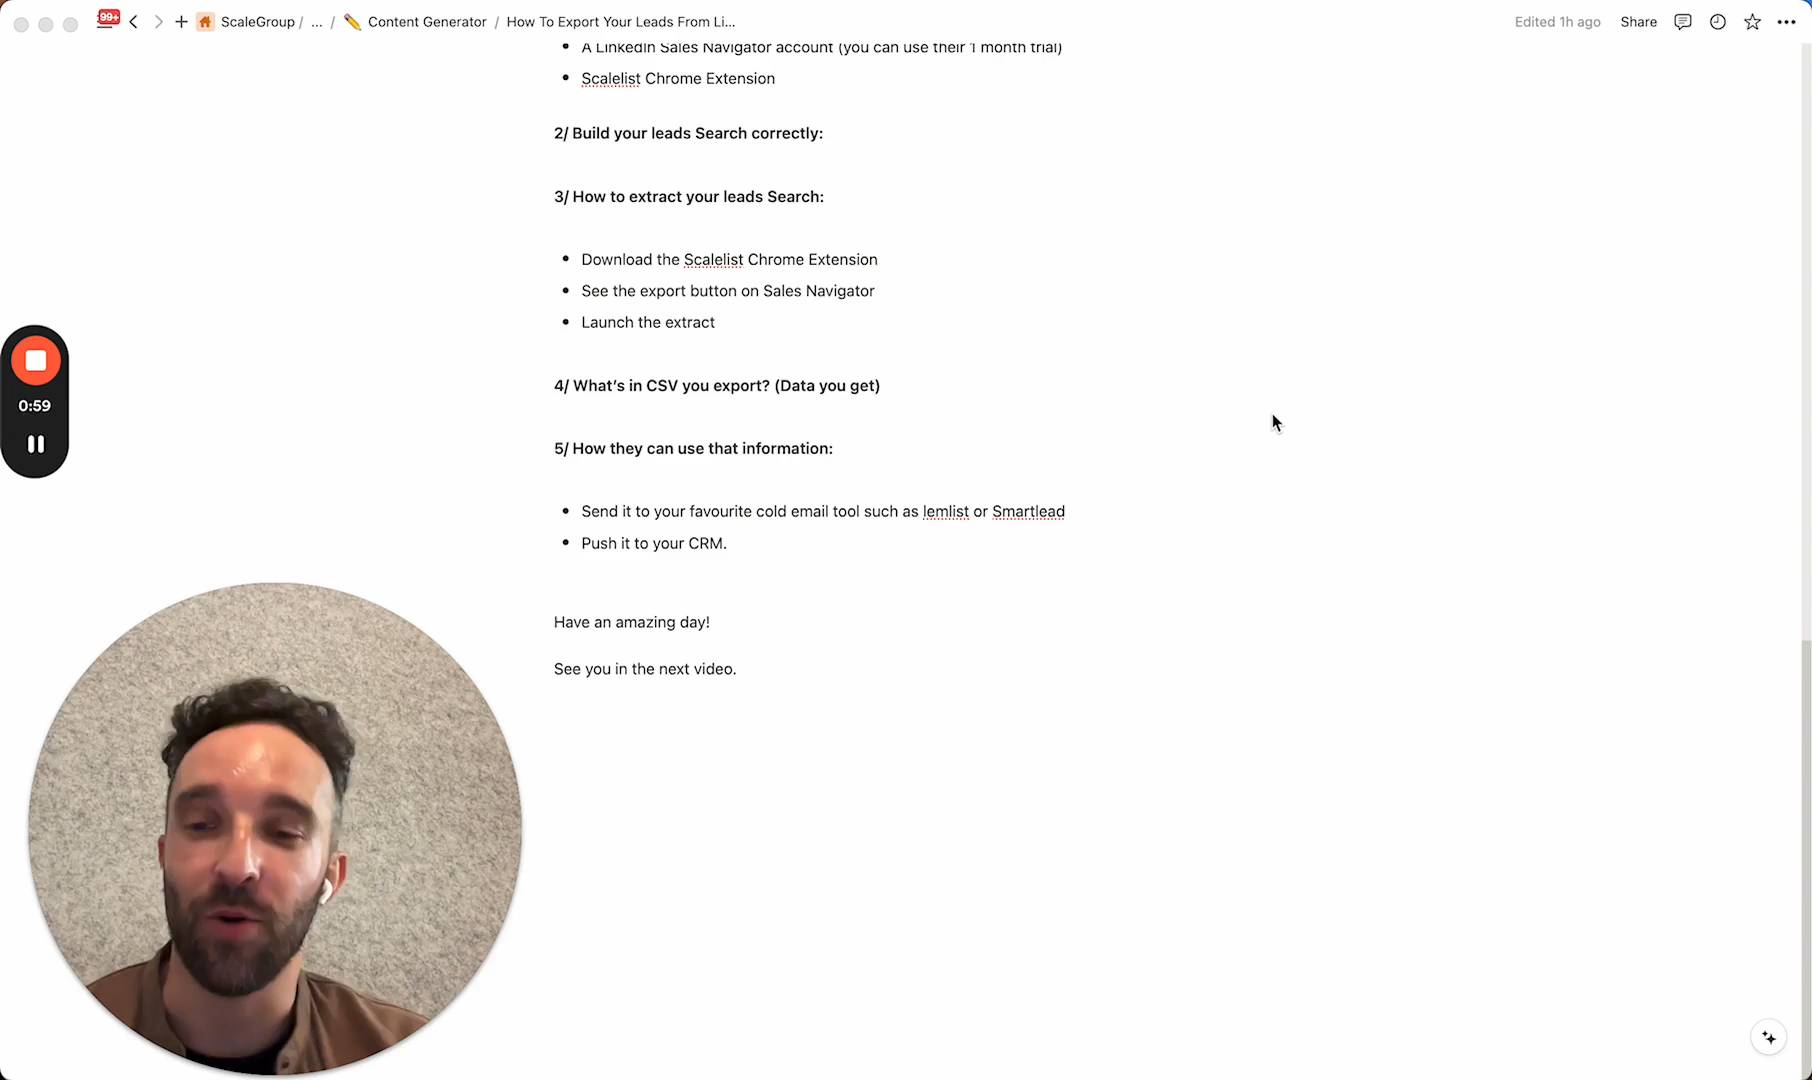 99+
ScaleGroup / ... / Content Generator / How To Export Your Leads From Li...
Edited 1h ago Share
A LinkedIn Sales Navigator account (you can use their 1 month trial)
Scalelist Chrome Extension
2/ Build your leads Search correctly:
3/ How to extract your leads Search:
Download the Scalelist Chrome Extension
See the export button on Sales Navigator
Launch the extract
0:59
4/ What's in CSV you export? (Data you get)
5/ How they can use that information:
Send it to your favourite cold email tool such as lemlist or Smartlead
Push it to your CRM.
Have an amazing day!
See you in the next video.